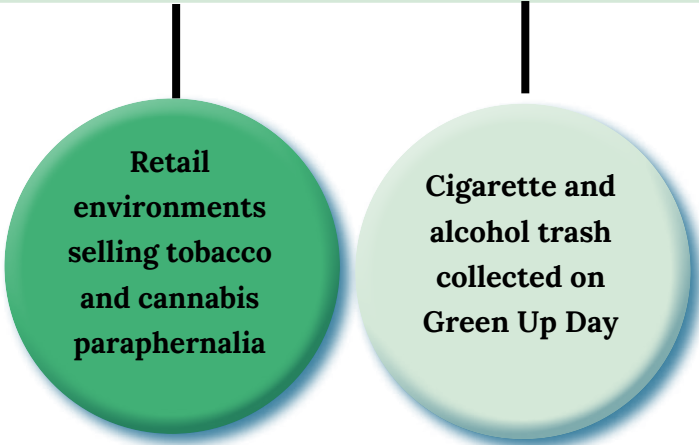 Retail
environments
selling tobacco
and cannabis
paraphernalia
Cigarette and
alcohol trash
collected on
Green Up Day